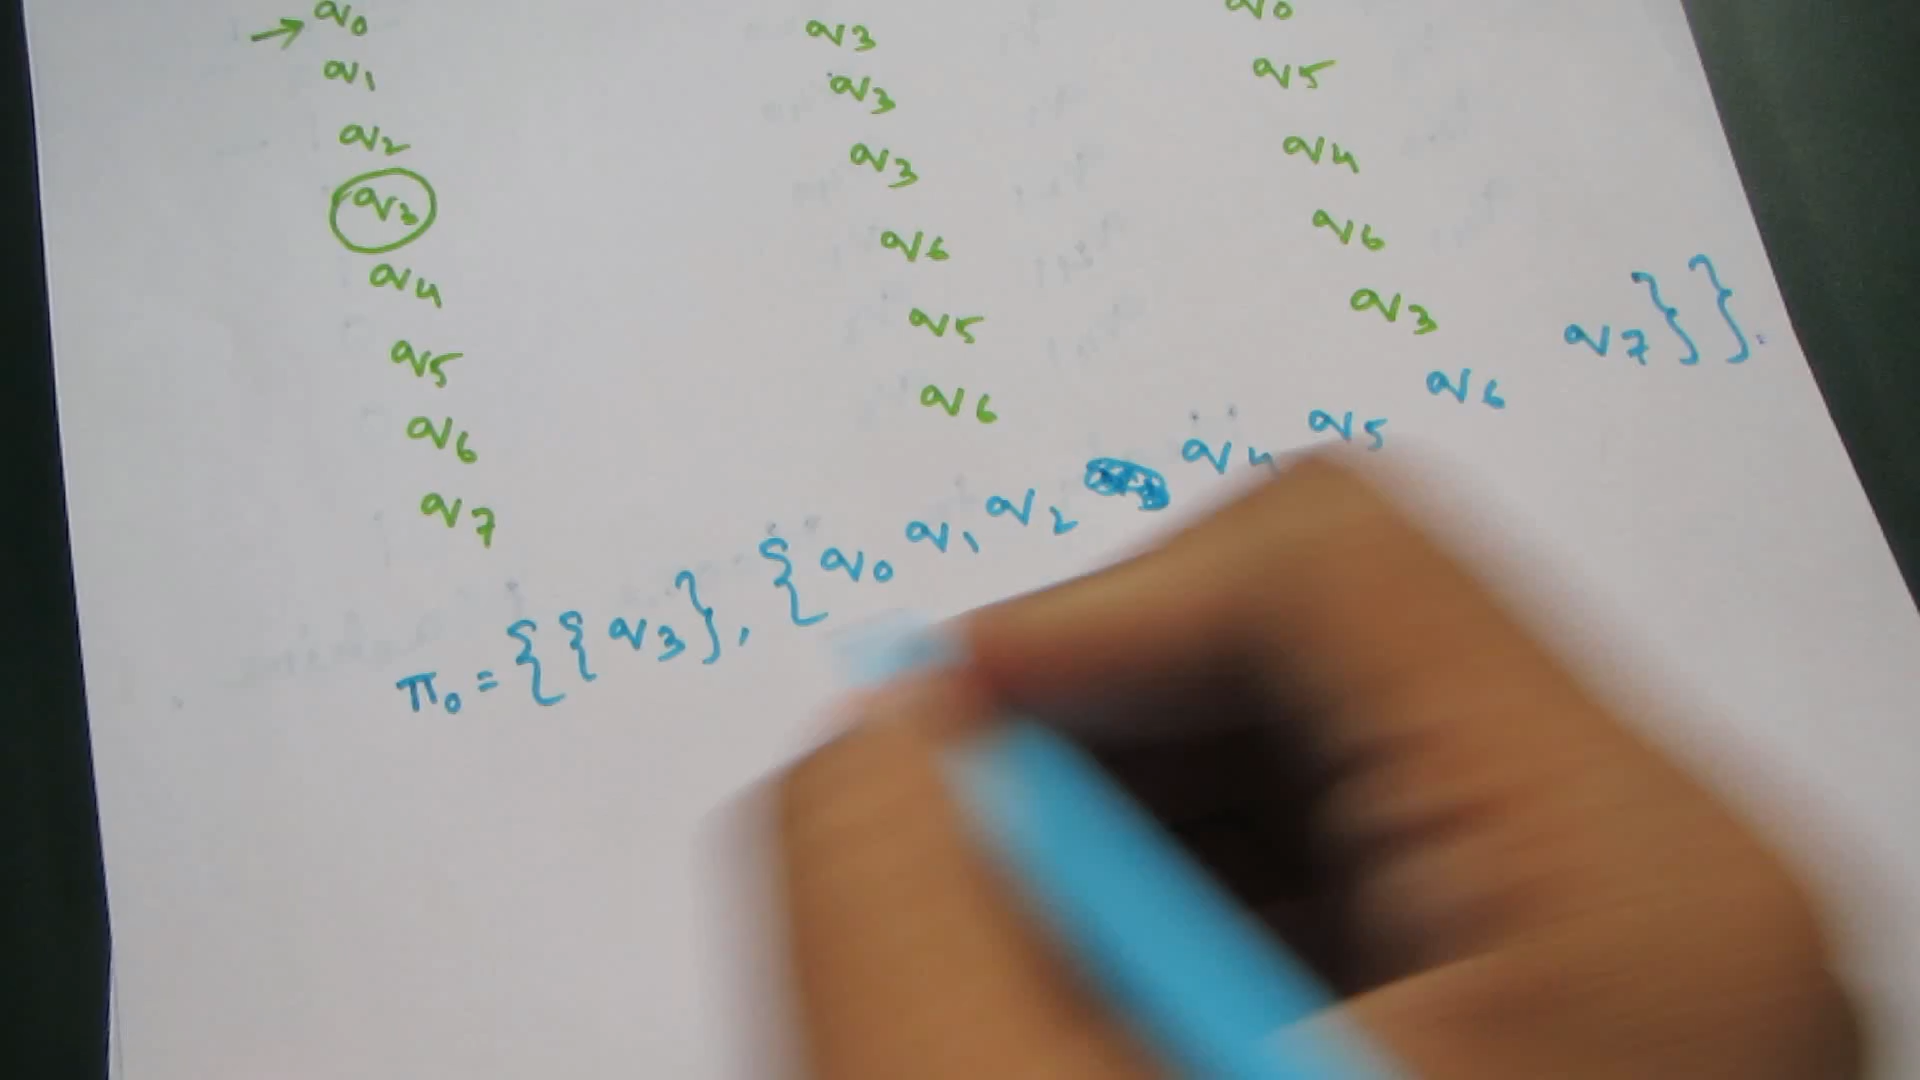 → q0 q3 q0
q1 q3 q5
q2 q3 q4
q3 q6 q6
q4 q5 q3
q5 q6
q6
q7
π0 = {{q3}, {q0 q1 q2 q4 q5 q6 q7}}.